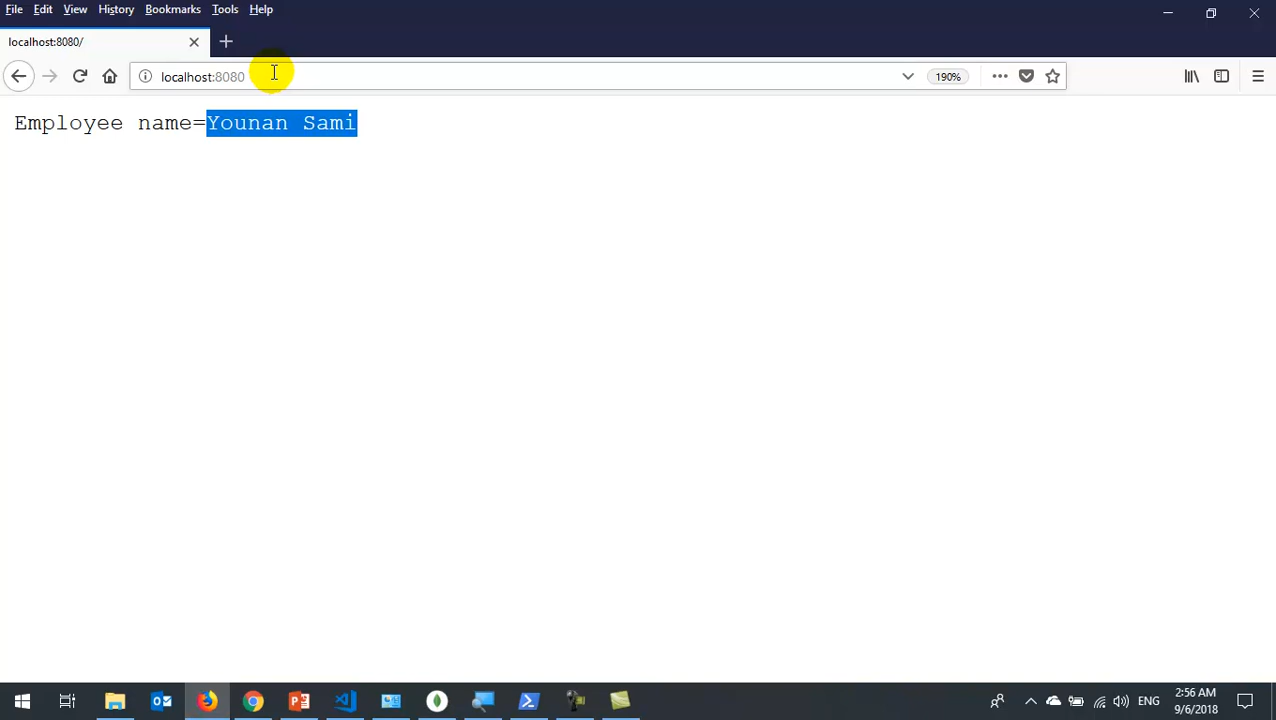 File Edit View History Bookmarks Tools Help
localhost:8080/
localhost:8080 190%
Employee name=Younan Sami
ENG 2:56 AM
9/6/2018